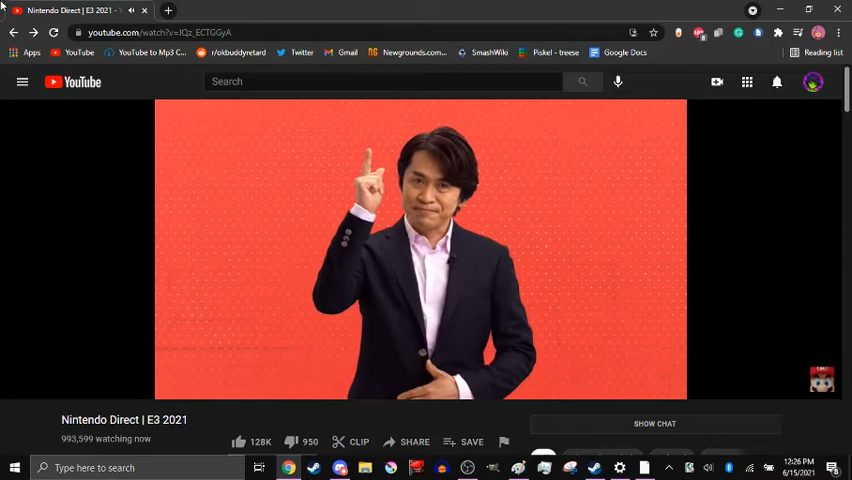 Nintendo Direct | E3 2021 -
youtube.com/watch?v=IQz_ECTGGyA
Apps YouTube YouTube to Mp3 C... r/okbuddyretard Twitter Gmail Newgrounds.com... SmashWiki Piskel - treese Google Docs Reading list
YouTube Search
Nintendo Direct | E3 2021
993,599 watching now
128K 950 CLIP SHARE SAVE
SHOW CHAT
Type here to search
12:26 PM
6/15/2021